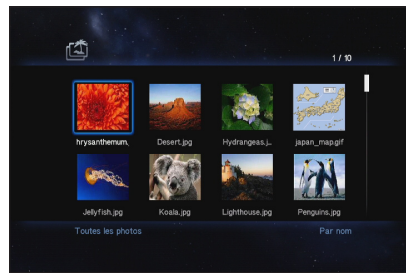 1 / 10
hrysanthemum.
Desert.jpg
Hydrangeas.j...
japan_map.gif
Jellyfish.jpg
Koala.jpg
Lighthouse.jpg
Penguins.jpg
Toutes les photos
Par nom